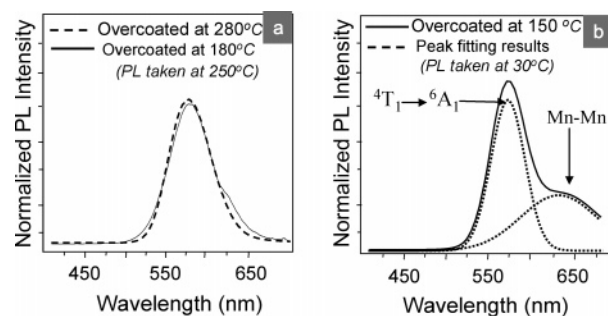 a
Overcoated at 280°C
Overcoated at 180°C
(PL taken at 250°C)
Normalized PL Intensity
450
550
650
Wavelength (nm)
b
Overcoated at 150 °C
Peak fitting results
(PL taken at 30°C)
⁴T₁→⁶A₁
Mn-Mn
Normalized PL Intensity
450
550
650
Wavelength (nm)